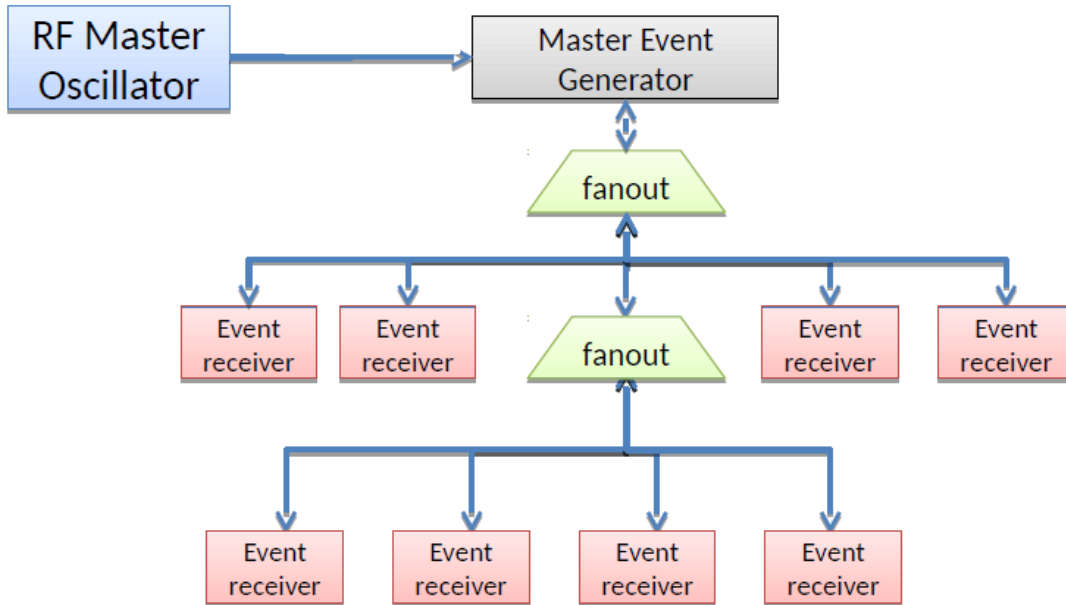 RF Master
Oscillator
Master Event
Generator
fanout
Event
receiver
Event
receiver
fanout
Event
receiver
Event
receiver
Event
receiver
Event
receiver
Event
receiver
Event
receiver